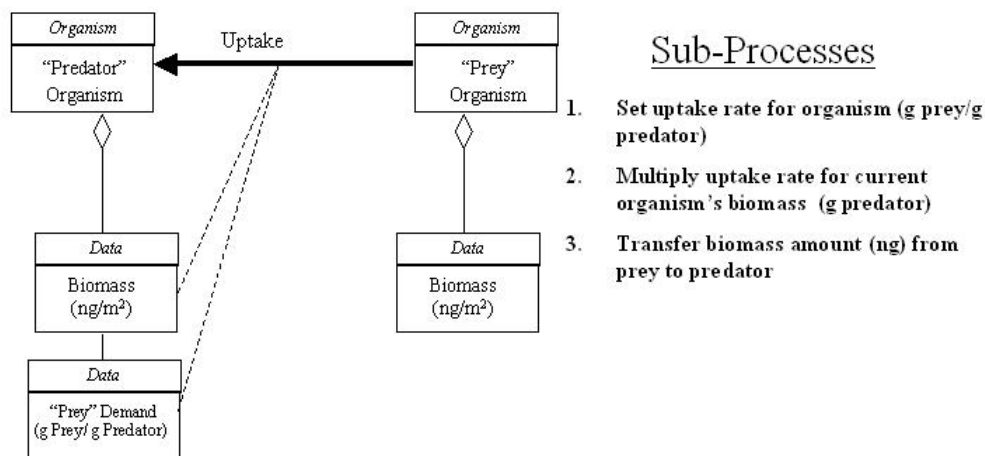 Organism
“Predator”
Organism
Uptake
Organism
“Prey”
Organism
Data
Biomass
(ng/m²)
Data
“Prey” Demand
(g Prey/ g Predator)
Data
Biomass
(ng/m²)
Sub-Processes
1. Set uptake rate for organism (g prey/g
predator)
2. Multiply uptake rate for current
organism’s biomass (g predator)
3. Transfer biomass amount (ng) from
prey to predator